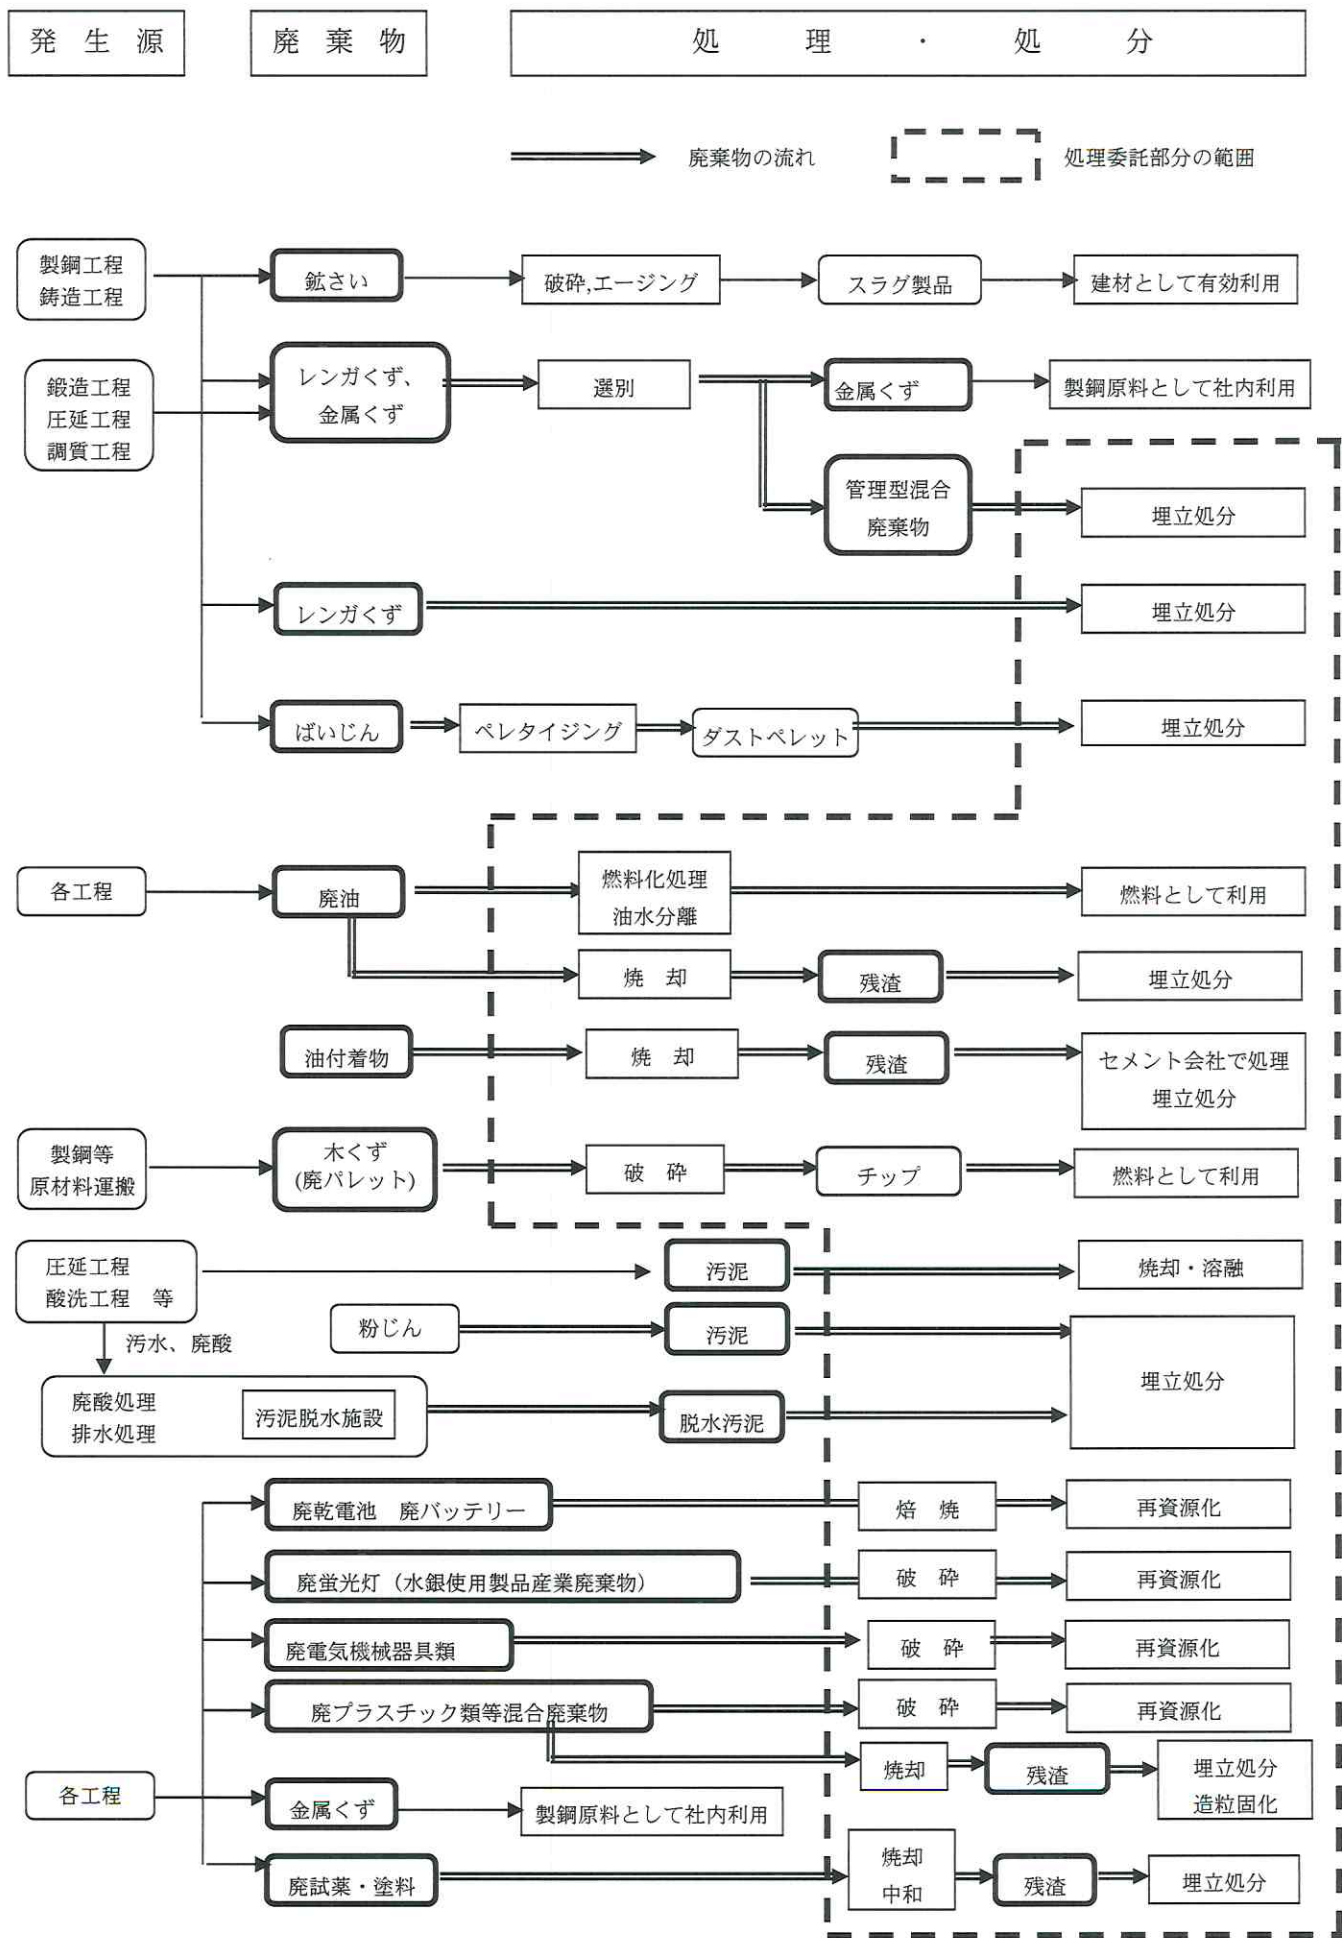 発 生 源
廃 棄 物
処 理 ・ 処 分
廃棄物の流れ
処理委託部分の範囲
製鋼工程
鋳造工程
鉱さい
破砕,エージング
スラグ製品
建材として有効利用
鍛造工程
圧延工程
調質工程
レンガくず、
金属くず
選別
金属くず
製鋼原料として社内利用
管理型混合
廃棄物
埋立処分
レンガくず
埋立処分
ばいじん
ペレタイジング
ダストペレット
埋立処分
各工程
廃油
燃料化処理
油水分離
燃料として利用
焼 却
残渣
埋立処分
油付着物
焼 却
残渣
セメント会社で処理
埋立処分
製鋼等
原材料運搬
木くず
(廃パレット)
破 砕
チップ
燃料として利用
圧延工程
酸洗工程 等
汚泥
焼却・溶融
汚水、廃酸
粉じん
汚泥
埋立処分
廃酸処理
排水処理
汚泥脱水施設
脱水汚泥
廃乾電池 廃バッテリー
焙 焼
再資源化
廃蛍光灯（水銀使用製品産業廃棄物）
破 砕
再資源化
廃電気機械器具類
破 砕
再資源化
廃プラスチック類等混合廃棄物
破 砕
再資源化
焼却
残渣
埋立処分
造粒固化
各工程
金属くず
製鋼原料として社内利用
廃試薬・塗料
焼却
中和
残渣
埋立処分